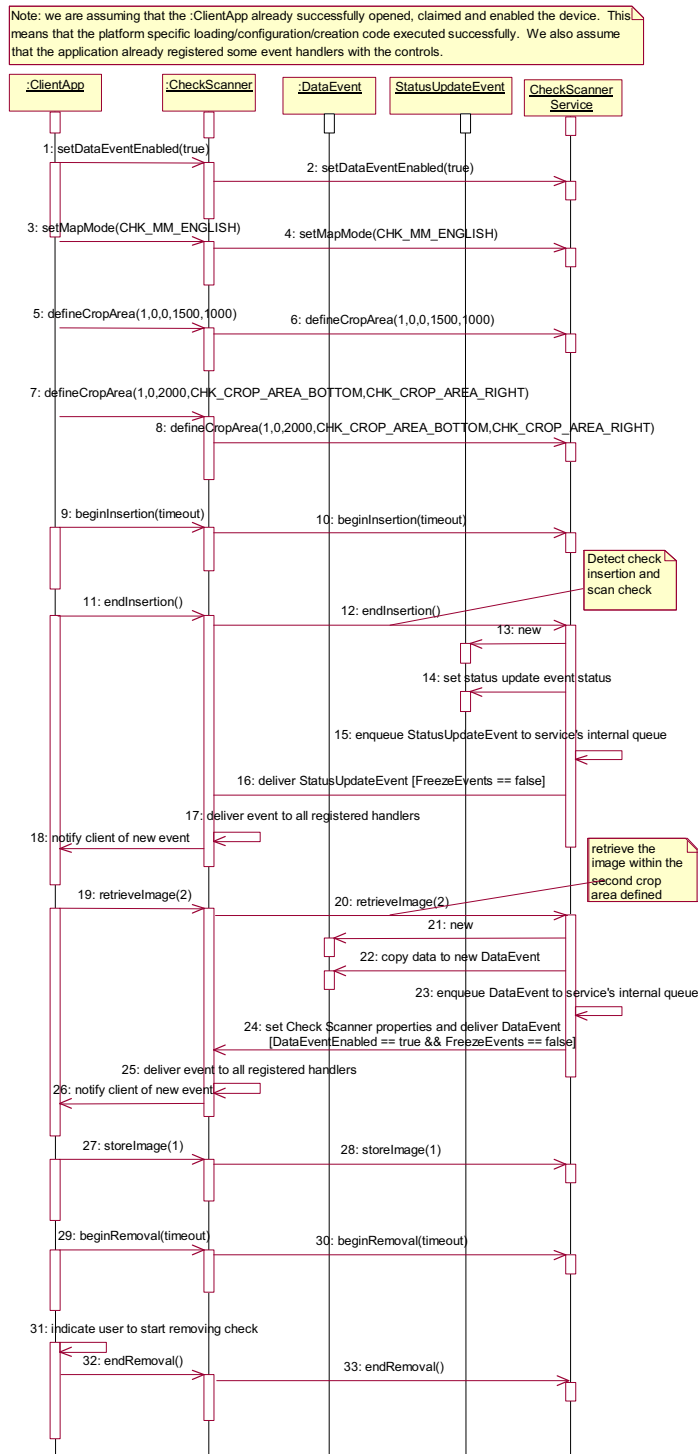 Note: we are assuming that the :ClientApp already successfully opened, claimed and enabled the device.  This
means that the platform specific loading/configuration/creation code executed successfully.  We also assume
that the application already registered some event handlers with the controls.
:ClientApp
:CheckScanner
:DataEvent
StatusUpdateEvent
CheckScanner
Service
1: setDataEventEnabled(true)
2: setDataEventEnabled(true)
3: setMapMode(CHK_MM_ENGLISH)
4: setMapMode(CHK_MM_ENGLISH)
5: defineCropArea(1,0,0,1500,1000)
6: defineCropArea(1,0,0,1500,1000)
7: defineCropArea(1,0,2000,CHK_CROP_AREA_BOTTOM,CHK_CROP_AREA_RIGHT)
8: defineCropArea(1,0,2000,CHK_CROP_AREA_BOTTOM,CHK_CROP_AREA_RIGHT)
9: beginInsertion(timeout)
10: beginInsertion(timeout)
Detect check
insertion and
scan check
11: endInsertion()
12: endInsertion()
13: new
14: set status update event status
15: enqueue StatusUpdateEvent to service's internal queue
16: deliver StatusUpdateEvent [FreezeEvents == false]
17: deliver event to all registered handlers
18: notify client of new event
retrieve the
image within the
second crop
area defined
19: retrieveImage(2)
20: retrieveImage(2)
21: new
22: copy data to new DataEvent
23: enqueue DataEvent to service's internal queue
24: set Check Scanner properties and deliver DataEvent
[DataEventEnabled == true && FreezeEvents == false]
25: deliver event to all registered handlers
26: notify client of new event
27: storeImage(1)
28: storeImage(1)
29: beginRemoval(timeout)
30: beginRemoval(timeout)
31: indicate user to start removing check
32: endRemoval()
33: endRemoval()